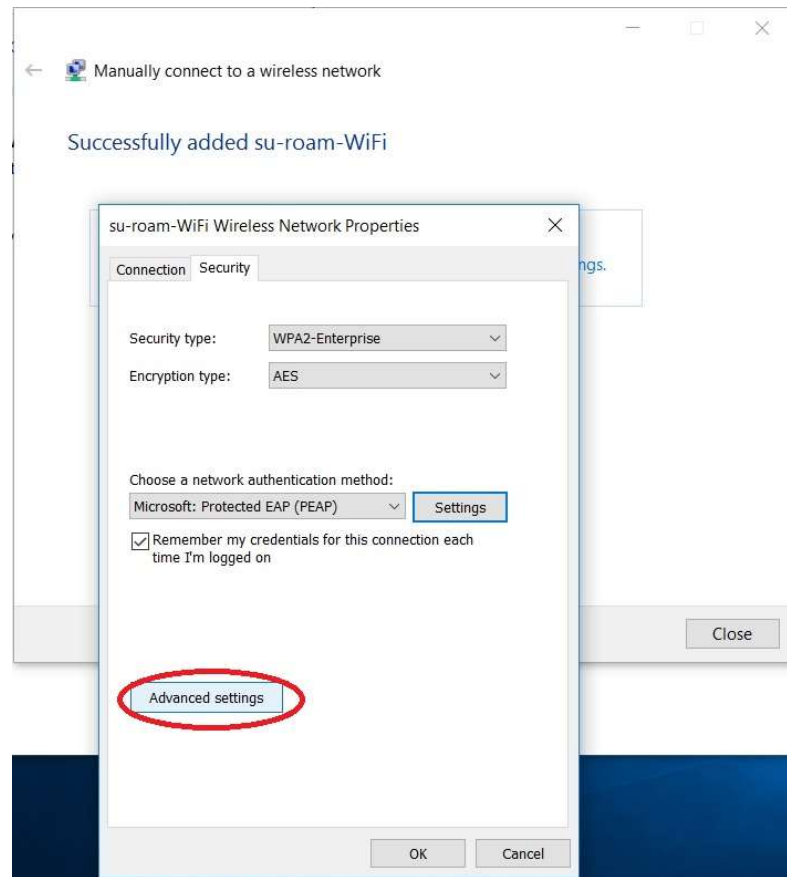 Manually connect to a wireless network
Successfully added su-roam-WiFi
su-roam-WiFi Wireless Network Properties
ngs.
Connection Security
Security type: WPA2-Enterprise
Encryption type: AES
Choose a network authentication method:
Microsoft: Protected EAP (PEAP) Settings
Remember my credentials for this connection each
time I'm logged on
Close
Advanced settings
OK Cancel